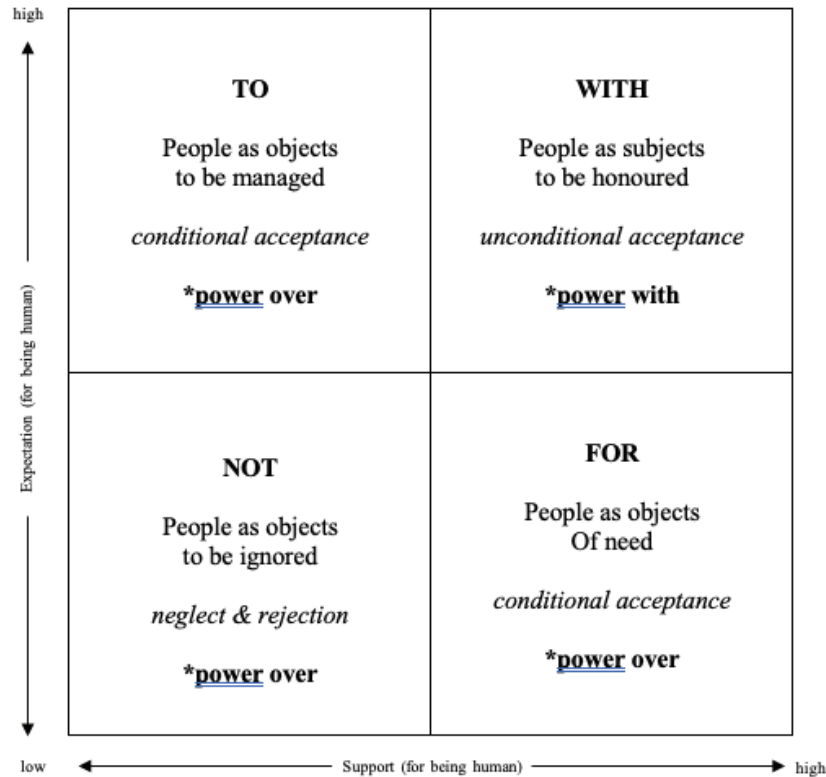 high
TO
People as objects
to be managed
conditional acceptance
*power over
WITH
People as subjects
to be honoured
unconditional acceptance
*power with
Expectation (for being human)
NOT
People as objects
to be ignored
neglect & rejection
*power over
FOR
People as objects
Of need
conditional acceptance
*power over
low
Support (for being human)
high